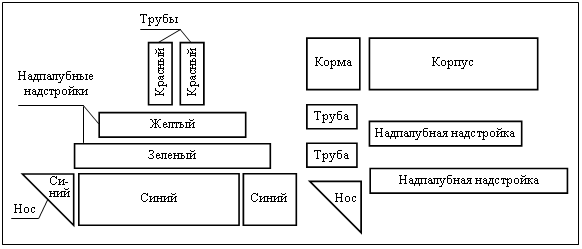 Трубы
Красный
Красный
Надпалубные
надстройки
Желтый
Зеленый
Си-
ний
Нос
Синий
Синий
Корма
Корпус
Труба
Надпалубная надстройка
Труба
Надпалубная надстройка
Нос